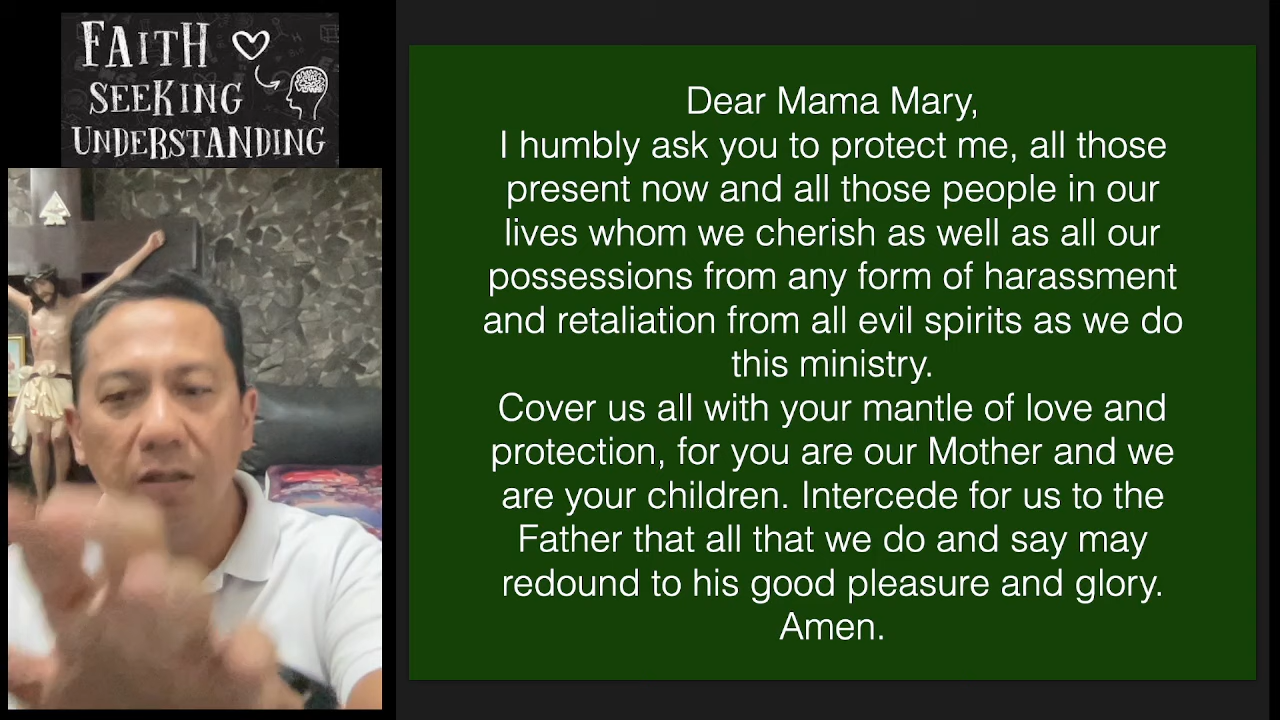 FAITH
SEEKING
UNDERSTANDING
Dear Mama Mary,
I humbly ask you to protect me, all those
present now and all those people in our
lives whom we cherish as well as all our
possessions from any form of harassment
and retaliation from all evil spirits as we do
this ministry.
Cover us all with your mantle of love and
protection, for you are our Mother and we
are your children. Intercede for us to the
Father that all that we do and say may
redound to his good pleasure and glory.
Amen.